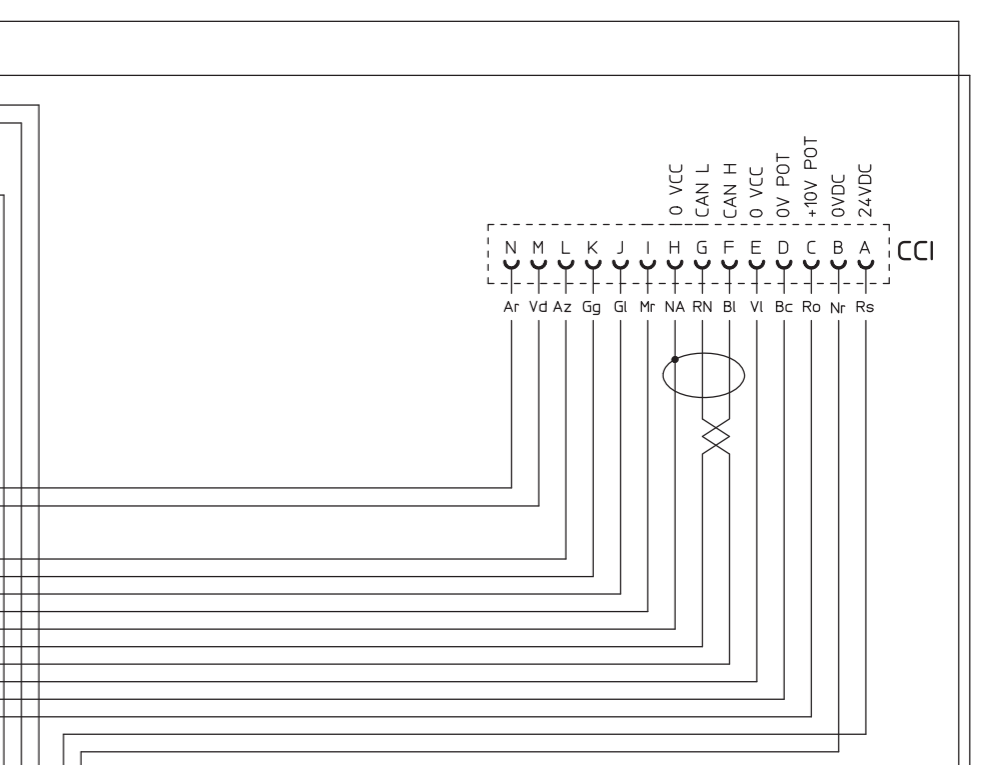 0 VCC
CAN L
CAN H
0 VCC
0V POT
+10V POT
0VDC
24VDC
N M L K J I H G F E D C B A
CCI
Ar Vd Az Gg Gl Mr NA RN Bl Vl Bc Ro Nr Rs